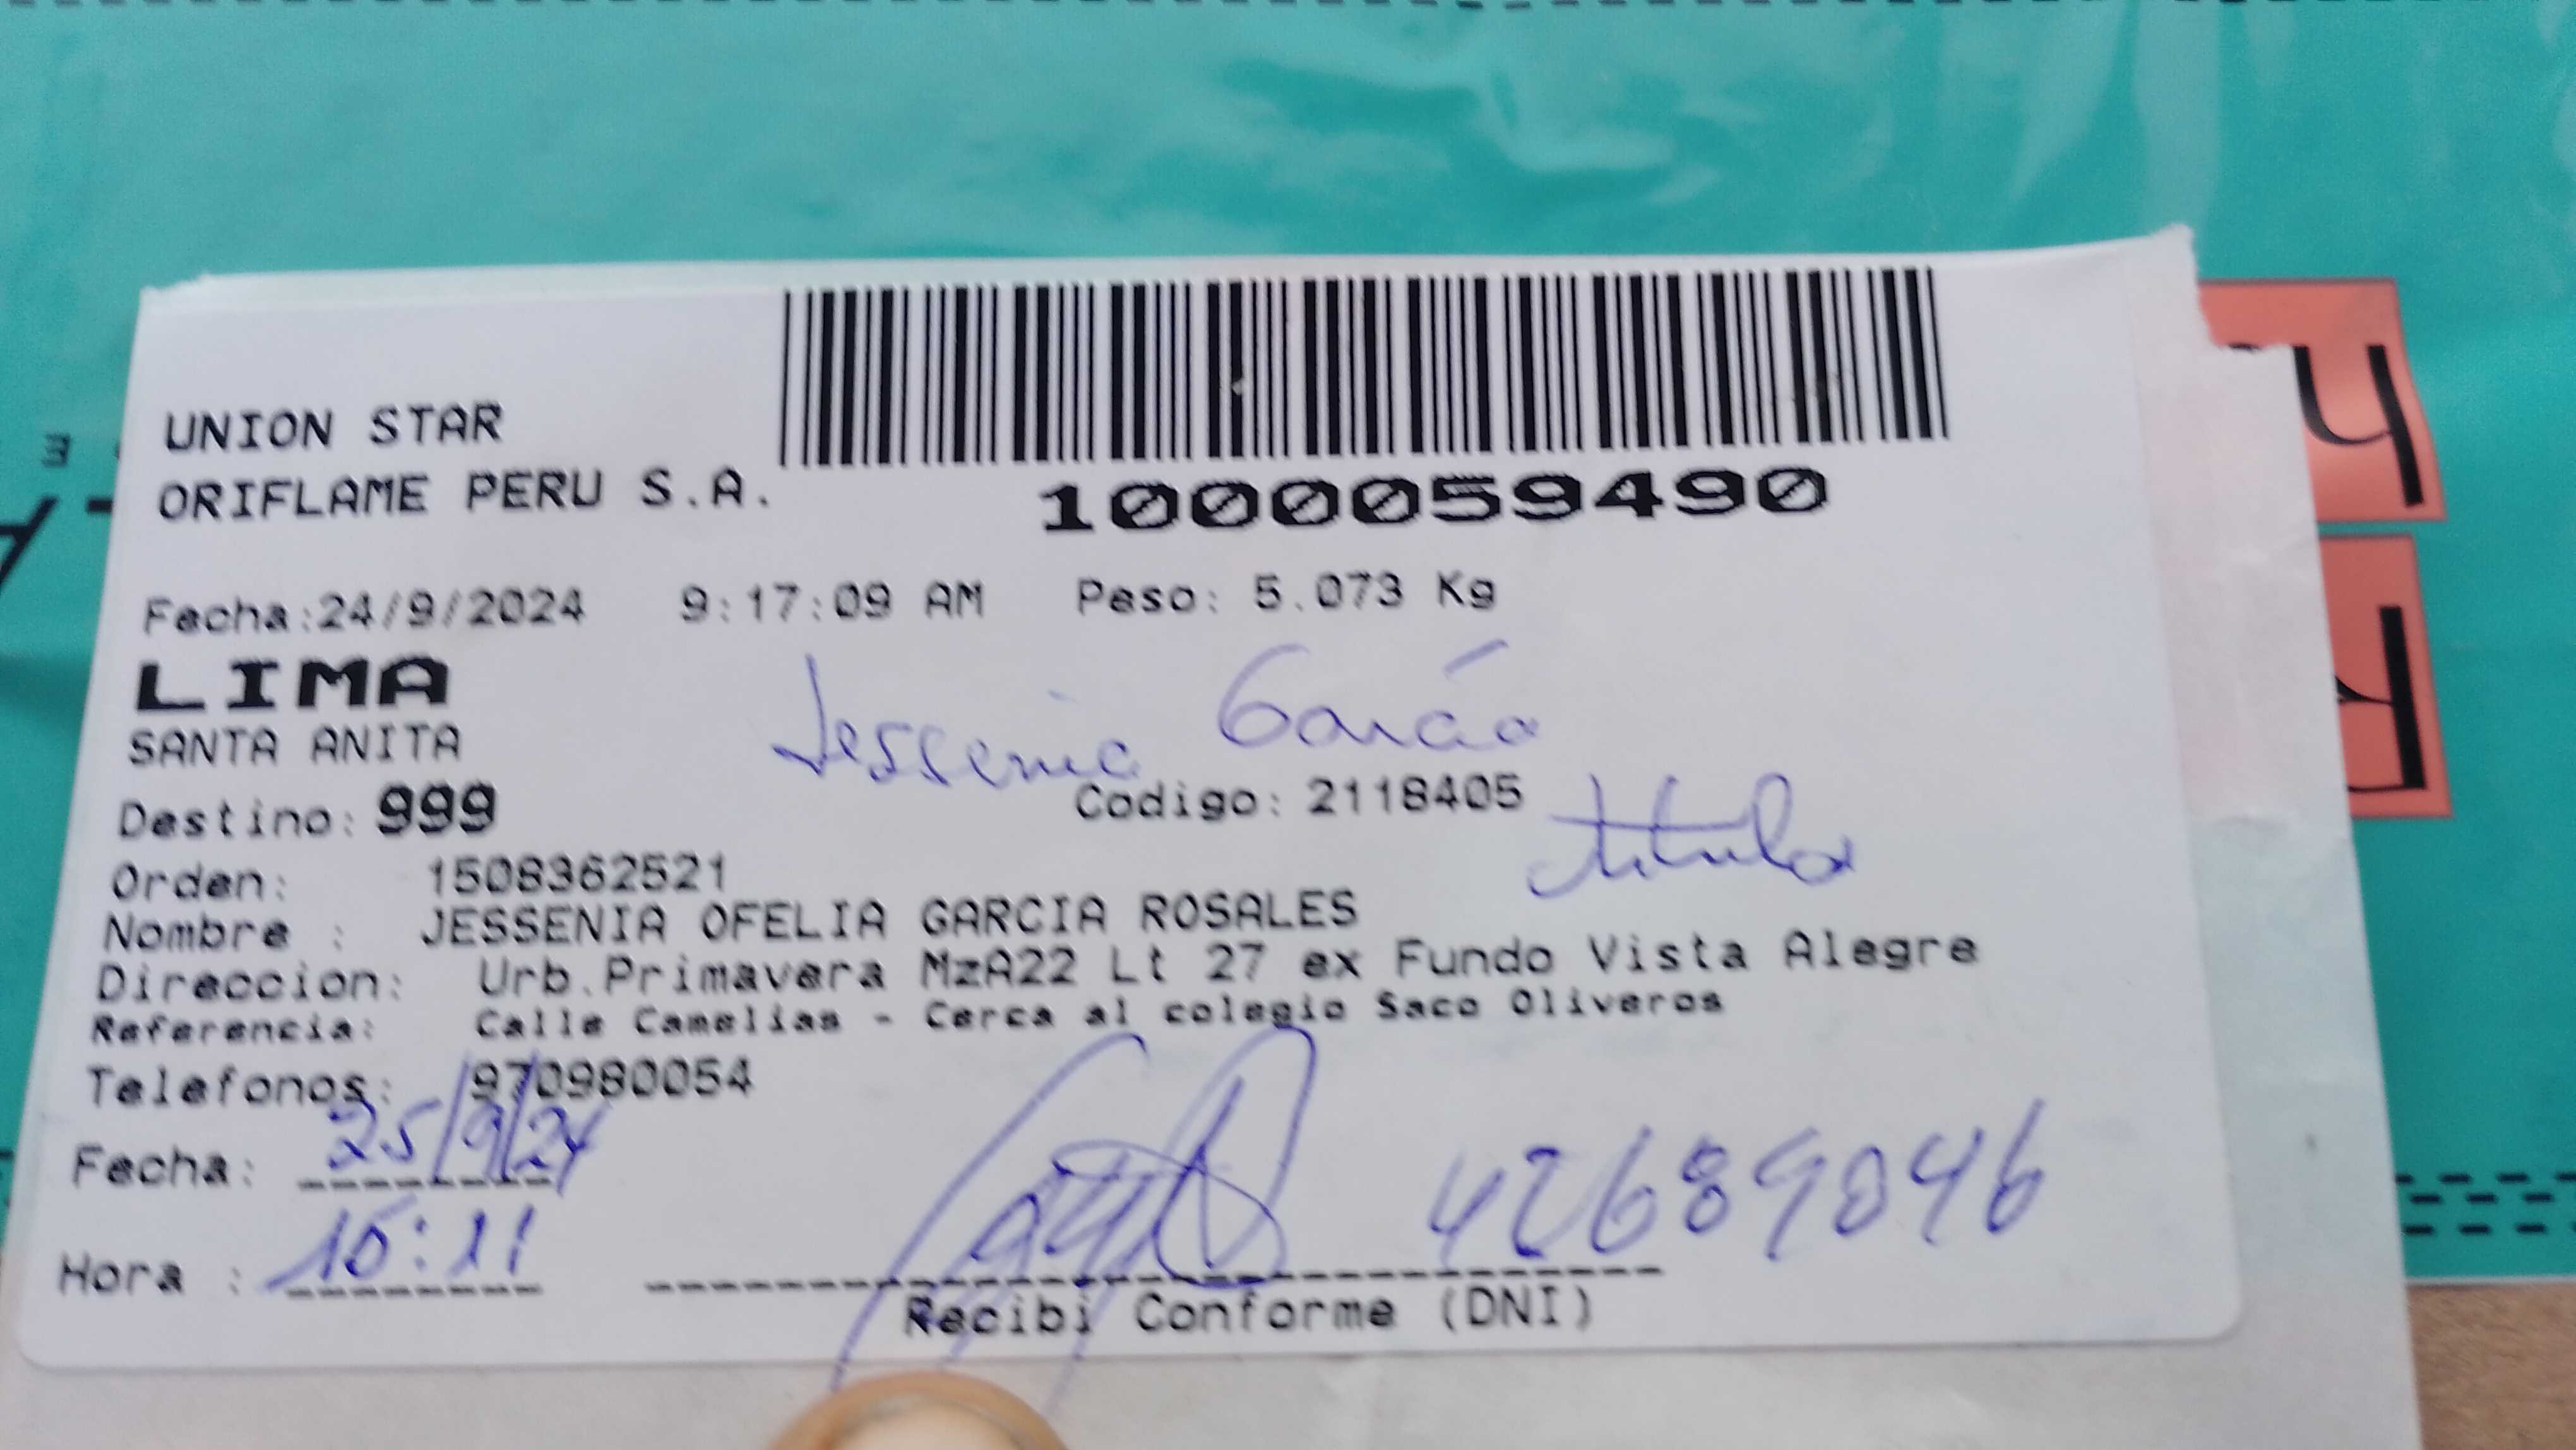 UNION STAR
ORIFLAME PERU S.A.
1000059490
Fecha:24/9/2024 9:17:09 AM Peso: 5.073 Kg
LIMA
SANTA ANITA
Jessenia García
Destino: 999 Codigo: 2118405
titular
Orden: 1508362521
Nombre : JESSENIA OFELIA GARCIA ROSALES
Direccion: Urb.Primavera MzA22 Lt 27 ex Fundo Vista Alegre
Referencia: Calle Camelias - Cerca al colegio Saco Oliveros
Telefonos: 970980054
Fecha: 25/9/24
Hora : 15:11
42689046
Recibi Conforme (DNI)